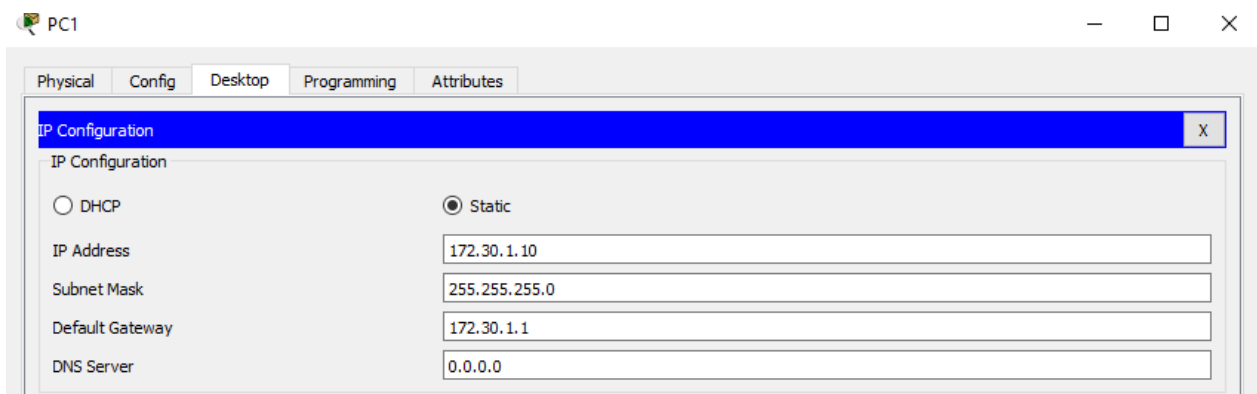 PC1
Physical Config Desktop Programming Attributes
IP Configuration X
IP Configuration
DHCP Static
IP Address 172.30.1.10
Subnet Mask 255.255.255.0
Default Gateway 172.30.1.1
DNS Server 0.0.0.0